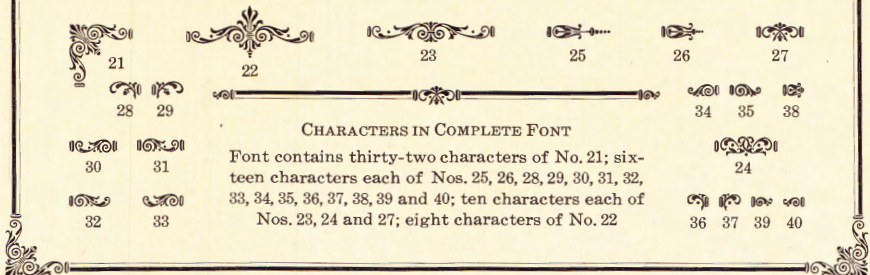 21
22
23
25
26
27
28 29
34 35 38
CHARACTERS IN COMPLETE FONT
Font contains thirty-two characters of No. 21; six-
teen characters each of Nos. 25, 26, 28, 29, 30, 31, 32,
33, 34, 35, 36, 37, 38, 39 and 40; ten characters each of
Nos. 23, 24 and 27; eight characters of No. 22
30 31
24
32 33
36 37 39 40